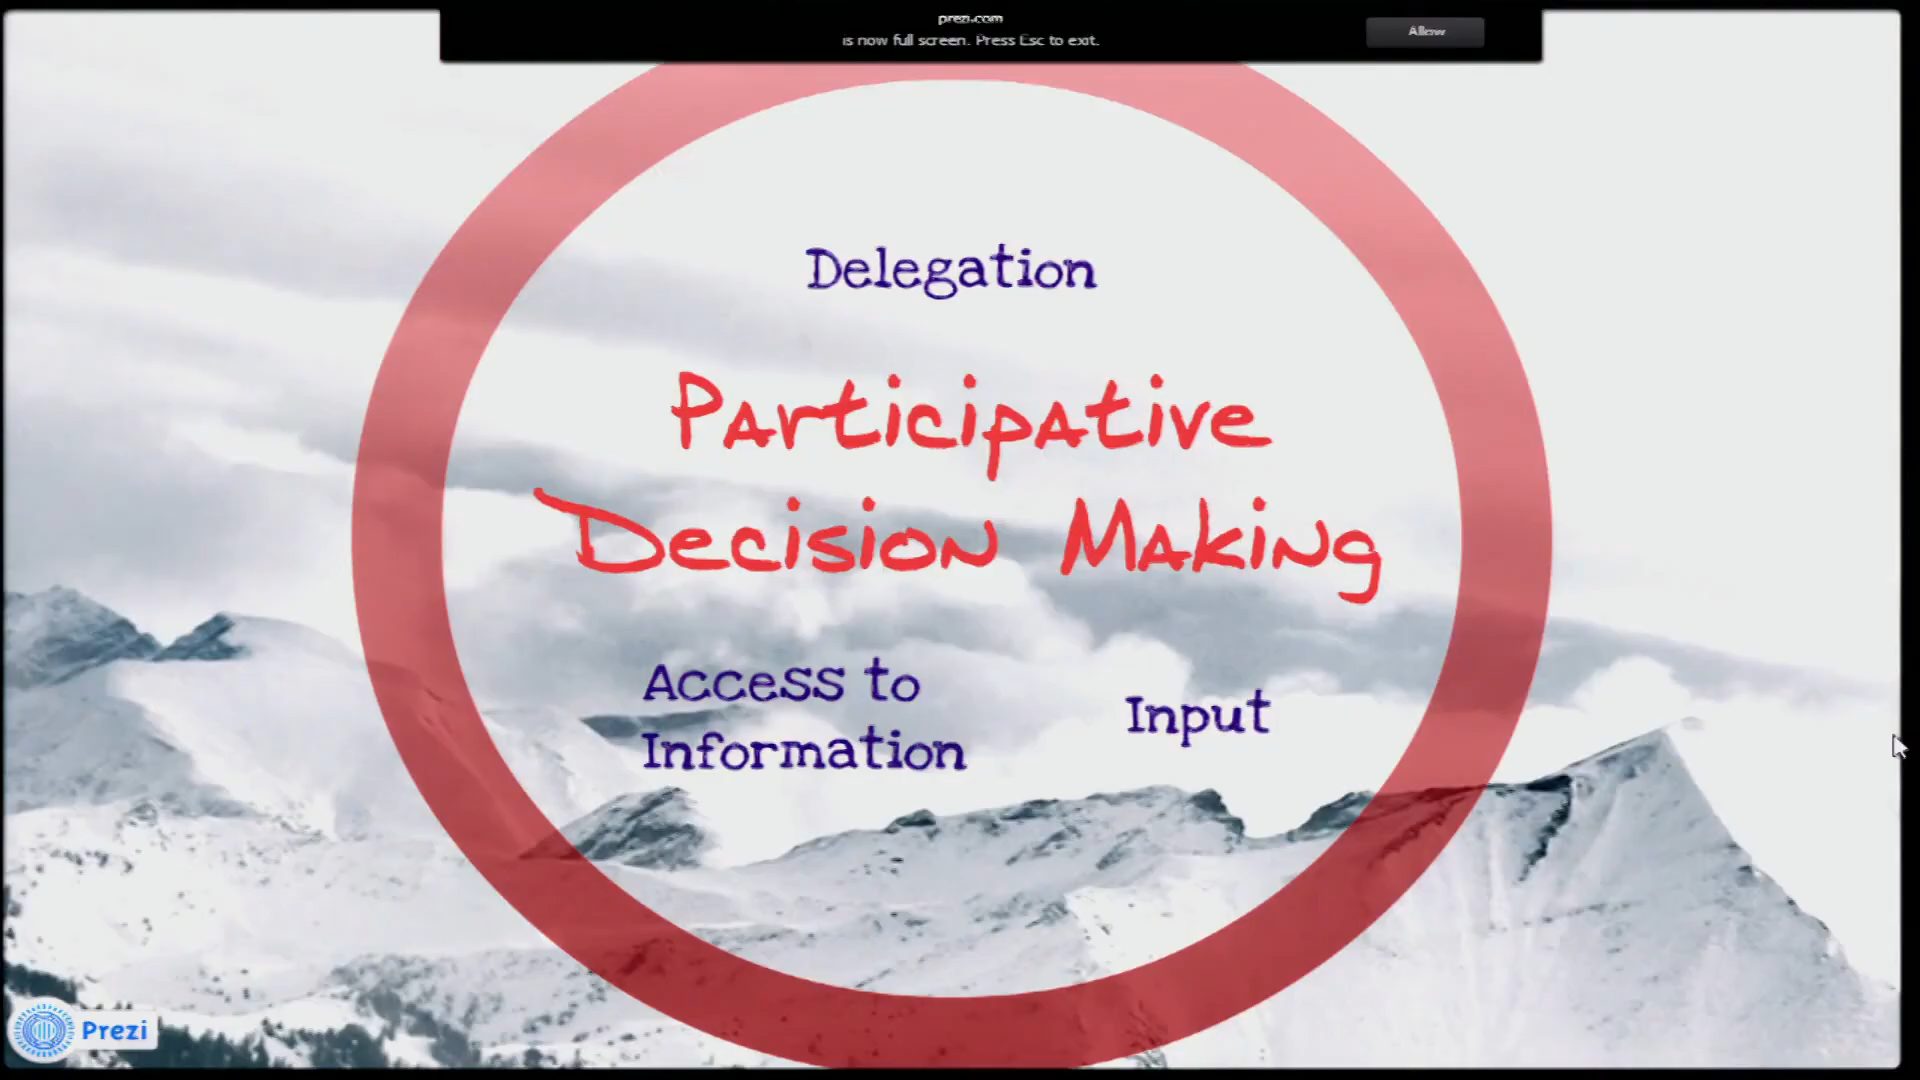 prezi.com
is now full screen. Press Esc to exit.
Allow
Delegation
Participative
Decision Making
Access to
Information
Input
Prezi